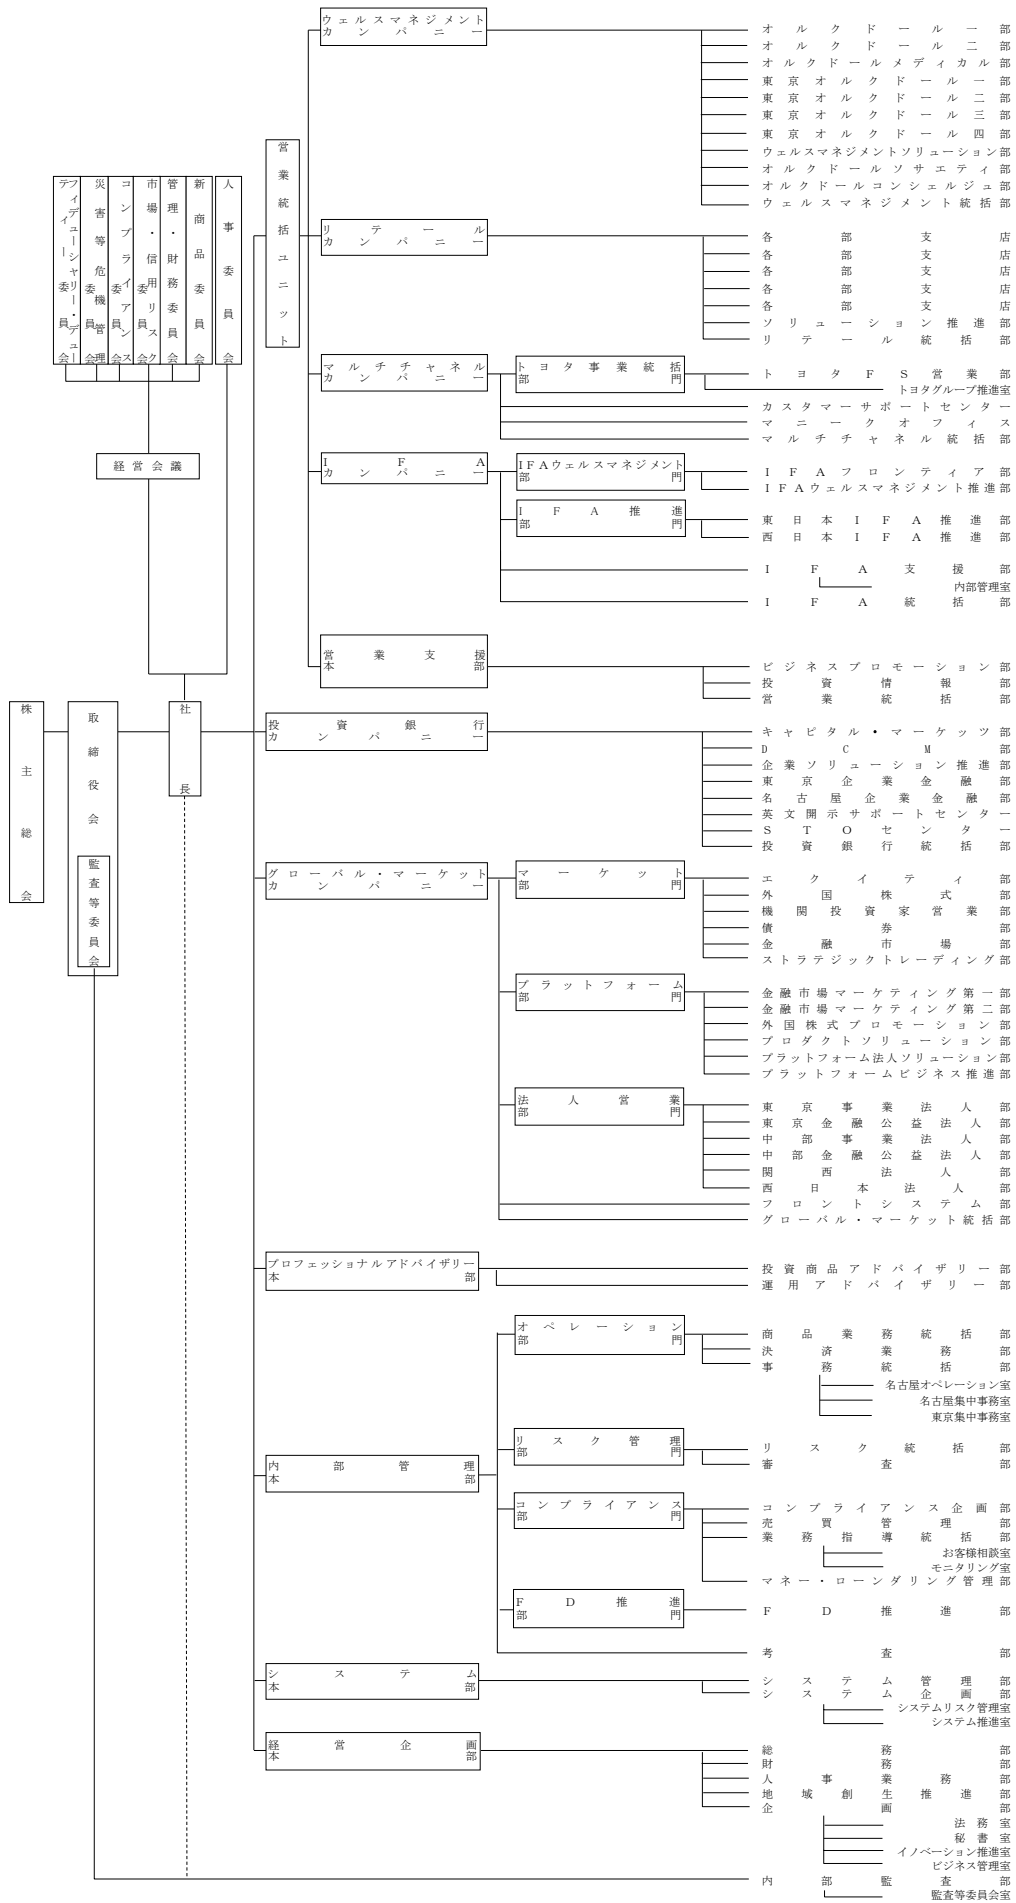 ウェルスマネジメント
カンパニー
オルクドール一部
オルクドール二部
オルクドールメディカル部
東京オルクドール一部
東京オルクドール二部
東京オルクドール三部
東京オルクドール四部
ウェルスマネジメントソリューション部
オルクドールソサエティ部
オルクドールコンシェルジュ部
ウェルスマネジメント統括部
営業統括ユニット
フィデューシャリー・デューティー委員会
災害等危機管理委員会
コンプライアンス委員会
市場・信用リスク委員会
管理・財務委員会
新商品委員会
人事委員会
リテール
カンパニー
各部支店
各部支店
各部支店
各部支店
各部支店
ソリューション推進部
リテール統括部
マルチチャネル
カンパニー
トヨタ事業統括
部門
トヨタFS営業部
トヨタグループ推進室
カスタマーサポートセンター
マニークオフィス
マルチチャネル統括部
経営会議
IFA
カンパニー
IFAウェルスマネジメント
部門
IFAフロンティア部
IFAウェルスマネジメント推進部
IFA推進
部門
東日本IFA推進部
西日本IFA推進部
IFA支援部
内部管理室
IFA統括部
営業支援
本部
ビジネスプロモーション部
投資情報部
営業統括部
株主総会
取締役会
監査等委員会
社長
投資銀行
カンパニー
キャピタル・マーケッツ部
DCM部
企業ソリューション推進部
東京企業金融部
名古屋企業金融部
英文開示サポートセンター
STOセンター
投資銀行統括部
グローバル・マーケット
カンパニー
マーケット
部門
エクイティ部
外国株式部
機関投資家営業部
債券部
金融市場部
ストラテジックトレーディング部
プラットフォーム
部門
金融市場マーケティング第一部
金融市場マーケティング第二部
外国株式プロモーション部
プロダクトソリューション部
プラットフォーム法人ソリューション部
プラットフォームビジネス推進部
法人営業
部門
東京事業法人部
東京金融公益法人部
中部事業法人部
中部金融公益法人部
関西法人部
西日本法人部
フロントシステム部
グローバル・マーケット統括部
プロフェッショナルアドバイザリー
本部
投資商品アドバイザリー部
運用アドバイザリー部
内部管理
本部
オペレーション
部門
商品業務統括部
決済業務部
事務統括部
名古屋オペレーション室
名古屋集中事務室
東京集中事務室
リスク管理
部門
リスク統括部
審査部
コンプライアンス
部門
コンプライアンス企画部
売買管理部
業務指導統括部
お客様相談室
モニタリング室
マネー・ローンダリング管理部
FD推進
部門
FD推進部
考査部
システム
本部
システム管理部
システム企画部
システムリスク管理室
システム推進室
経営企画
本部
総務部
財務部
人事業務部
地域創生推進部
企画部
法務室
秘書室
イノベーション推進室
ビジネス管理室
内部監査部
監査等委員会室